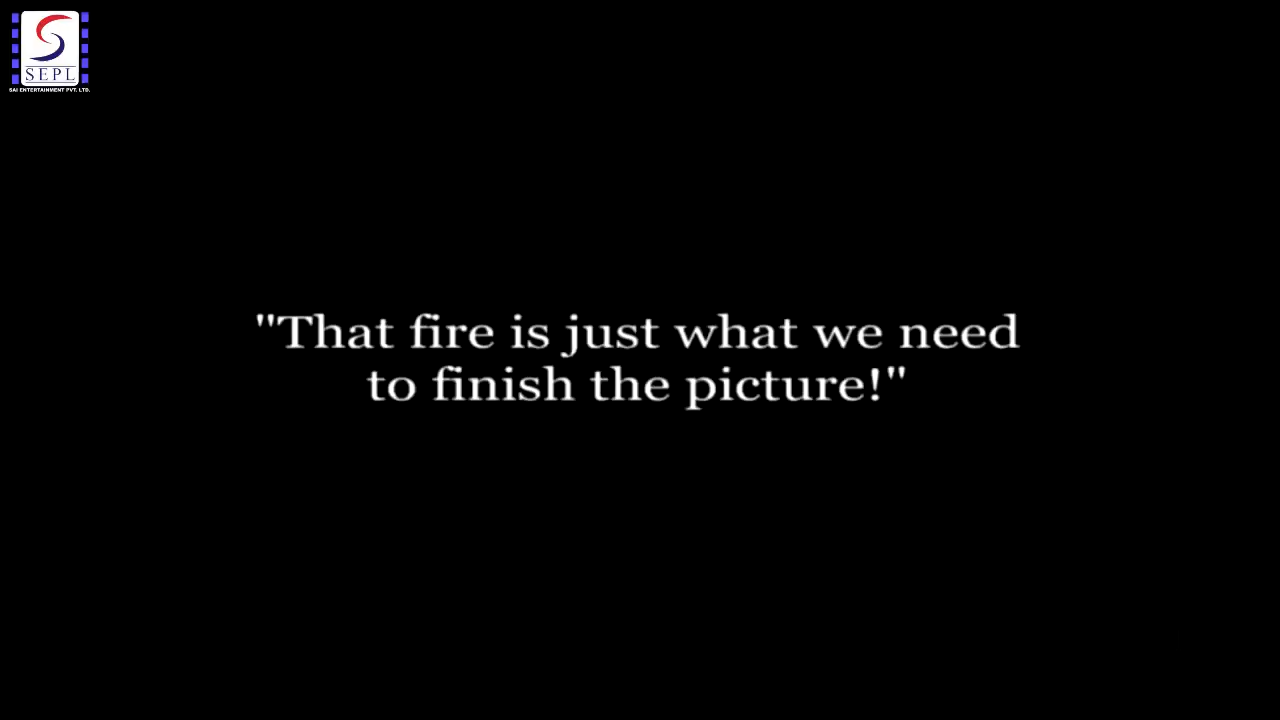 SEPL
SAI ENTERTAINMENT PVT. LTD.
"That fire is just what we need
to finish the picture!"